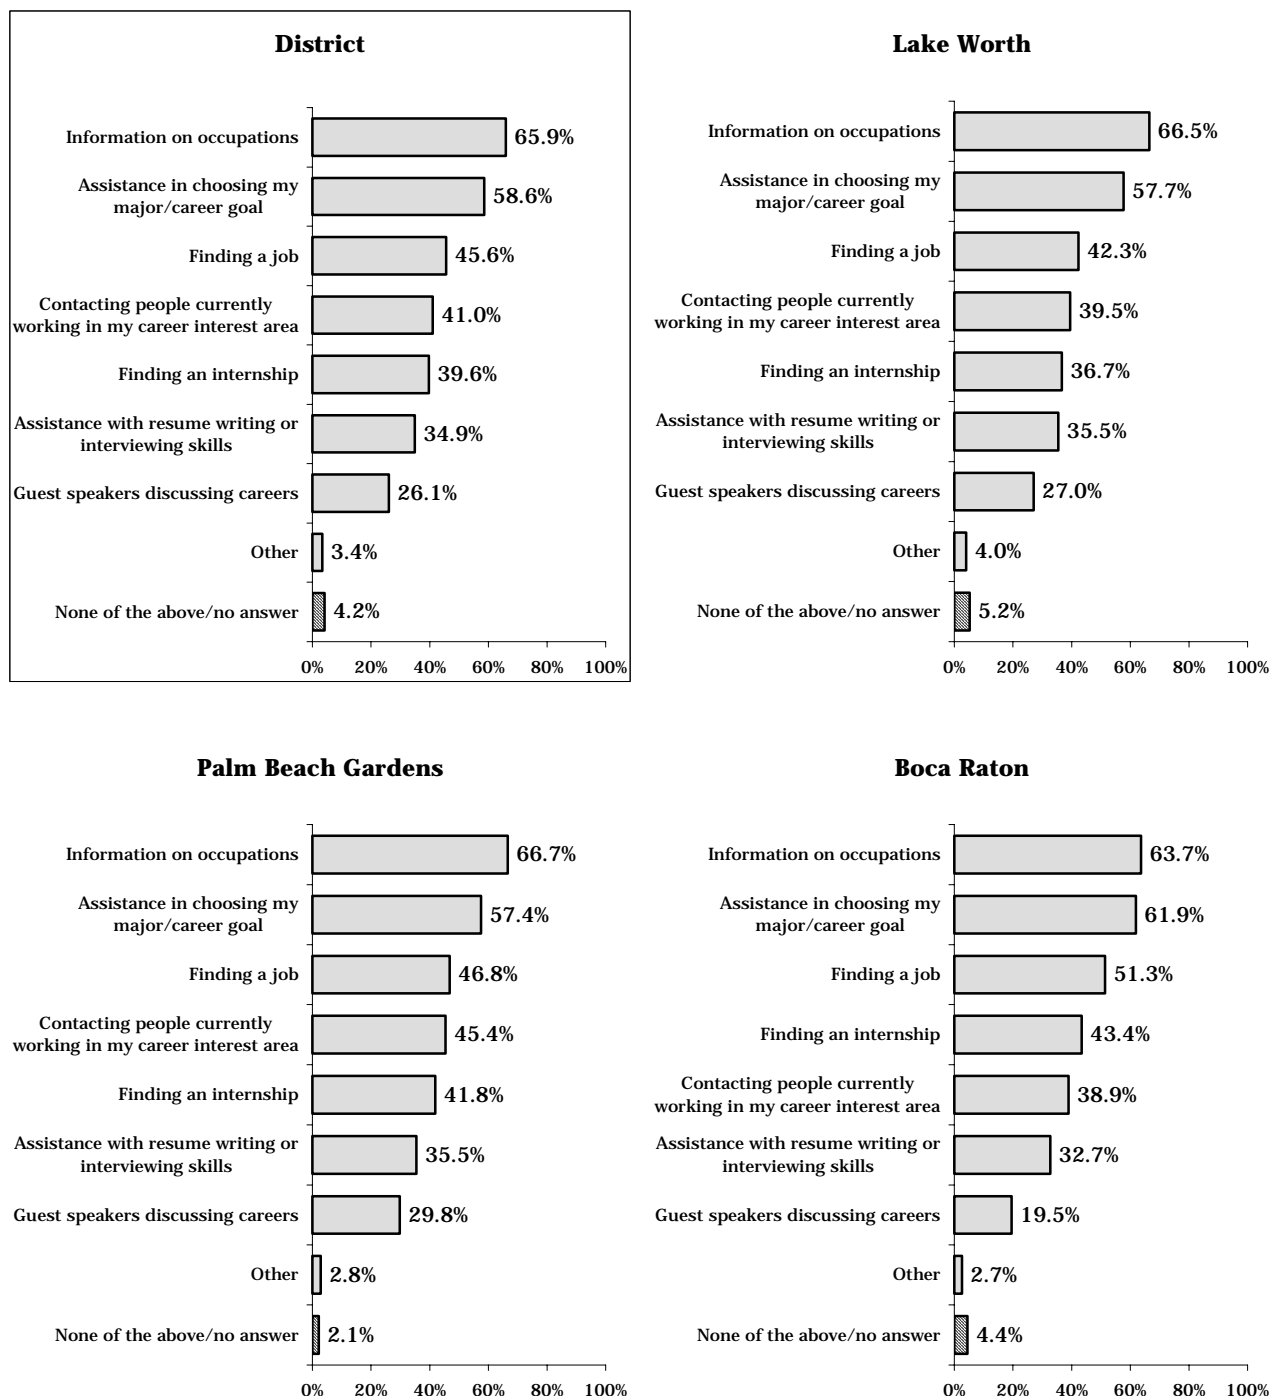 District
Information on occupations
65.9%
Assistance in choosing my
major/career goal
58.6%
Finding a job
45.6%
Contacting people currently
working in my career interest area
41.0%
Finding an internship
39.6%
Assistance with resume writing or
interviewing skills
34.9%
Guest speakers discussing careers
26.1%
Other
3.4%
None of the above/no answer
4.2%
0% 20% 40% 60% 80% 100%
Lake Worth
Information on occupations
66.5%
Assistance in choosing my
major/career goal
57.7%
Finding a job
42.3%
Contacting people currently
working in my career interest area
39.5%
Finding an internship
36.7%
Assistance with resume writing or
interviewing skills
35.5%
Guest speakers discussing careers
27.0%
Other
4.0%
None of the above/no answer
5.2%
0% 20% 40% 60% 80% 100%
Palm Beach Gardens
Information on occupations
66.7%
Assistance in choosing my
major/career goal
57.4%
Finding a job
46.8%
Contacting people currently
working in my career interest area
45.4%
Finding an internship
41.8%
Assistance with resume writing or
interviewing skills
35.5%
Guest speakers discussing careers
29.8%
Other
2.8%
None of the above/no answer
2.1%
0% 20% 40% 60% 80% 100%
Boca Raton
Information on occupations
63.7%
Assistance in choosing my
major/career goal
61.9%
Finding a job
51.3%
Finding an internship
43.4%
Contacting people currently
working in my career interest area
38.9%
Assistance with resume writing or
interviewing skills
32.7%
Guest speakers discussing careers
19.5%
Other
2.7%
None of the above/no answer
4.4%
0% 20% 40% 60% 80% 100%